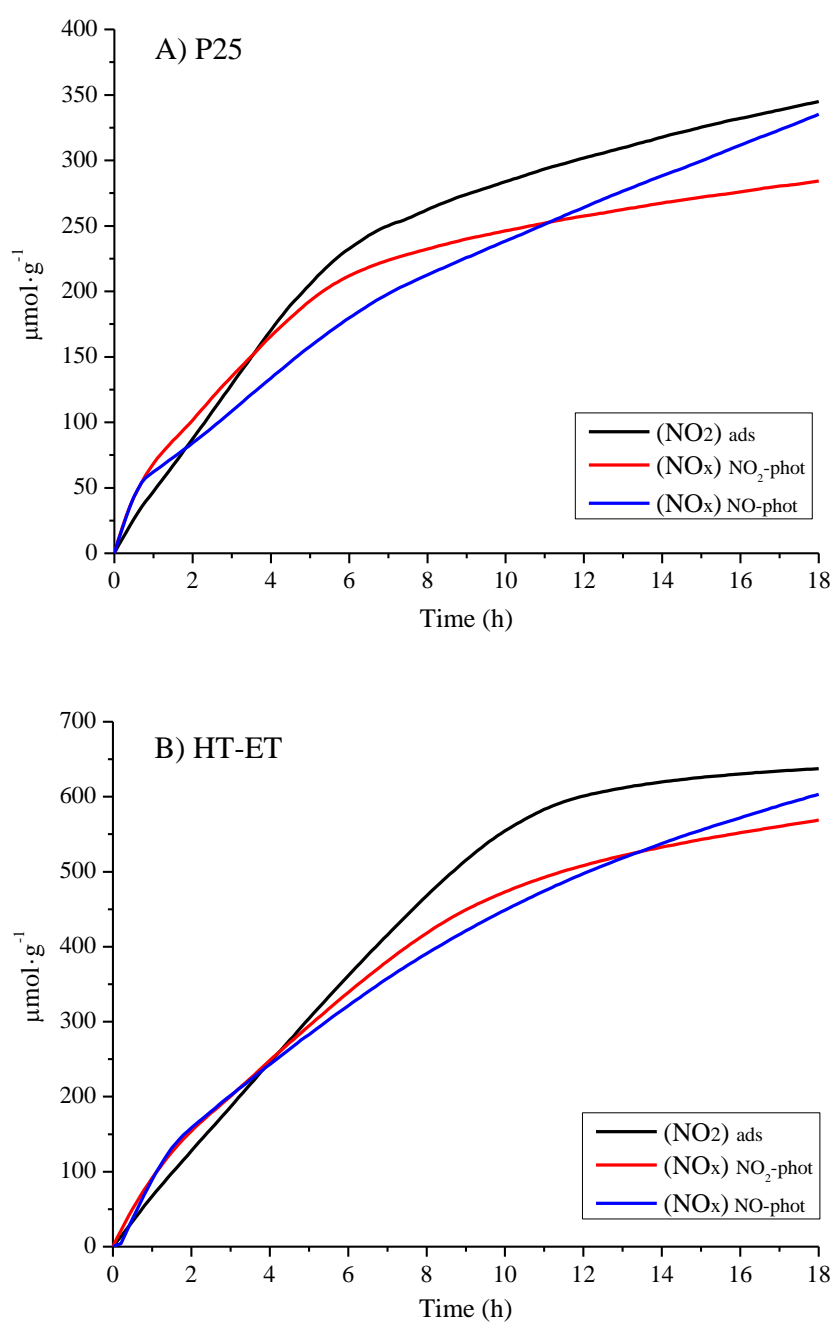 A) P25
400
350
300
250
200
150
100
50
0
μmol·g⁻¹
(NO2) ads
(NOx) NO₂-phot
(NOx) NO-phot
0 2 4 6 8 10 12 14 16 18
Time (h)
B) HT-ET
700
600
500
400
300
200
100
0
μmol·g⁻¹
(NO2) ads
(NOx) NO₂-phot
(NOx) NO-phot
0 2 4 6 8 10 12 14 16 18
Time (h)